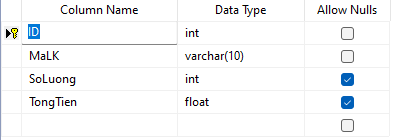 Column Name Data Type Allow Nulls
ID int
MaLK varchar(10)
SoLuong int
TongTien float